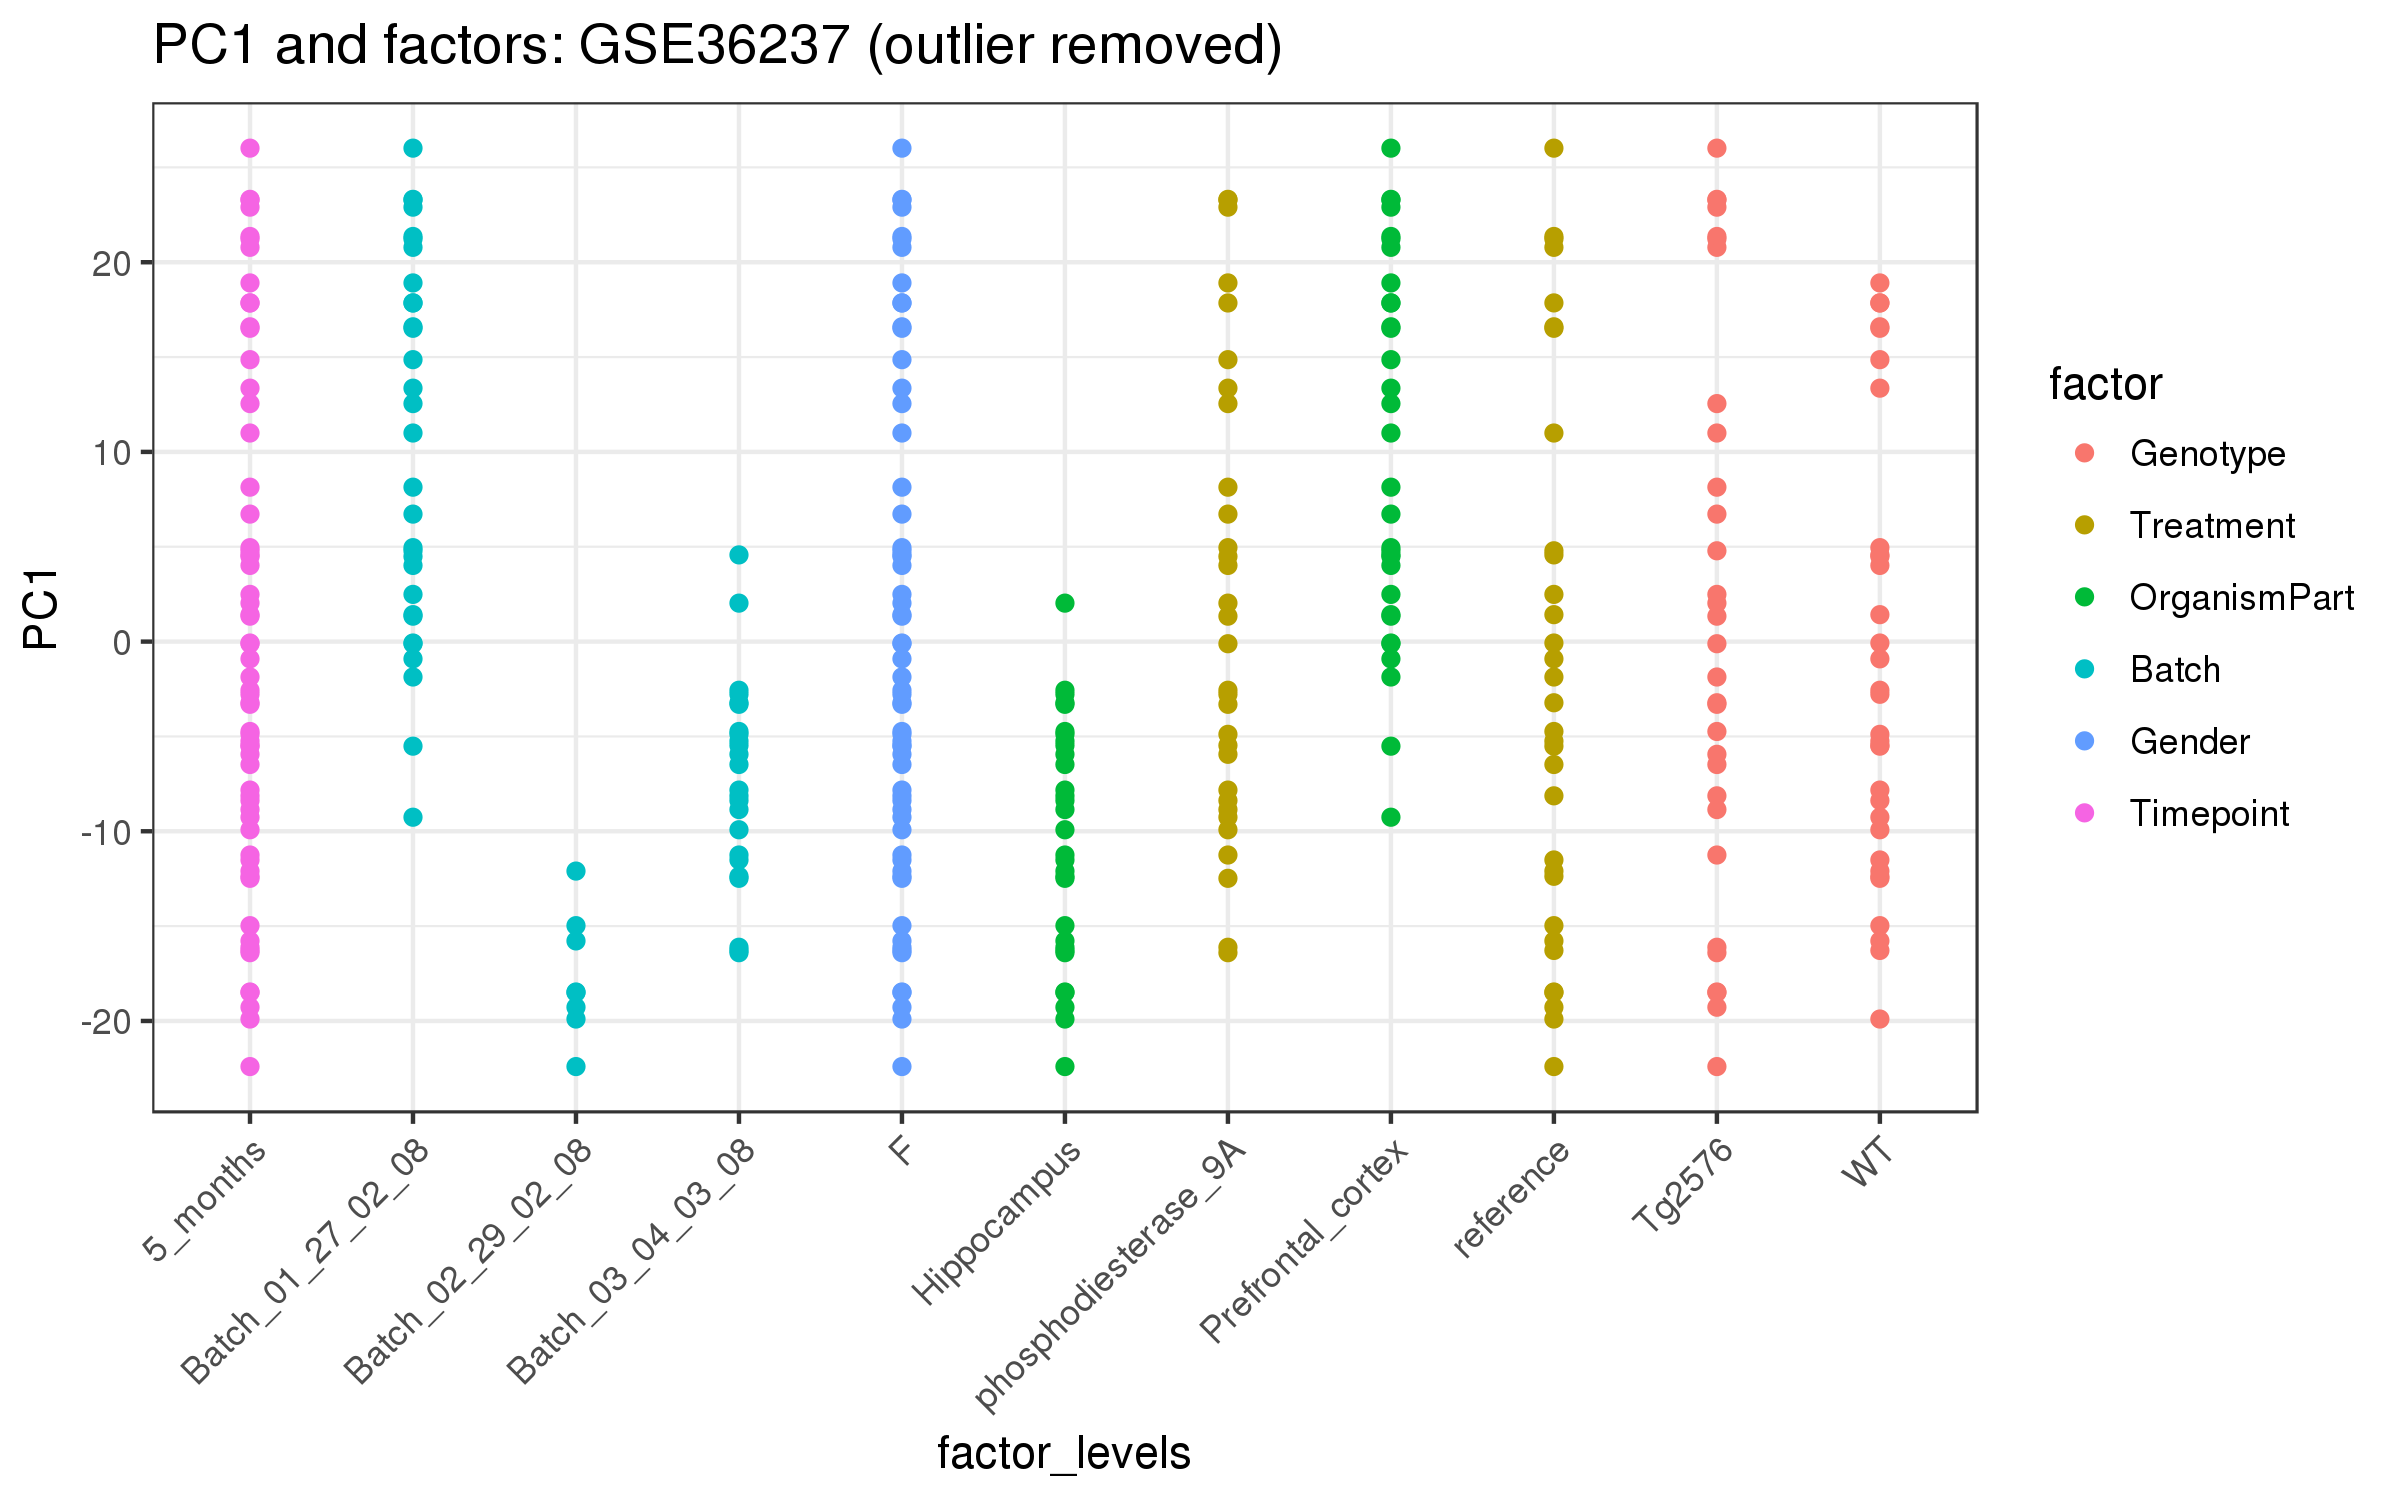 PC1 and factors: GSE36237 (outlier removed)
PC1
20
10
0
-10
-20
5_months
Batch_01_27_02_08
Batch_02_29_02_08
Batch_03_04_03_08
F
Hippocampus
phosphodiesterase_9A
Prefrontal_cortex
reference
Tg2576
WT
factor_levels
factor
Genotype
Treatment
OrganismPart
Batch
Gender
Timepoint